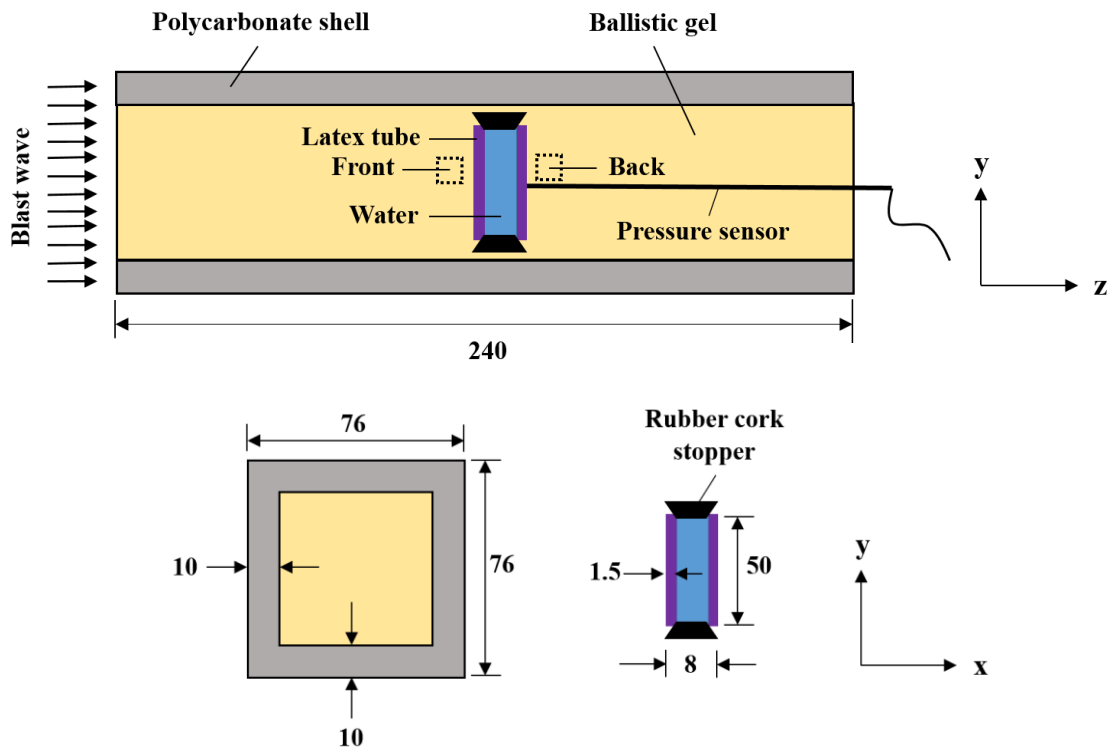 Polycarbonate shell
Ballistic gel
Blast wave
Latex tube
Front
Back
Water
Pressure sensor
y
z
240
76
Rubber cork
stopper
10
76
1.5
50
y
8
x
10